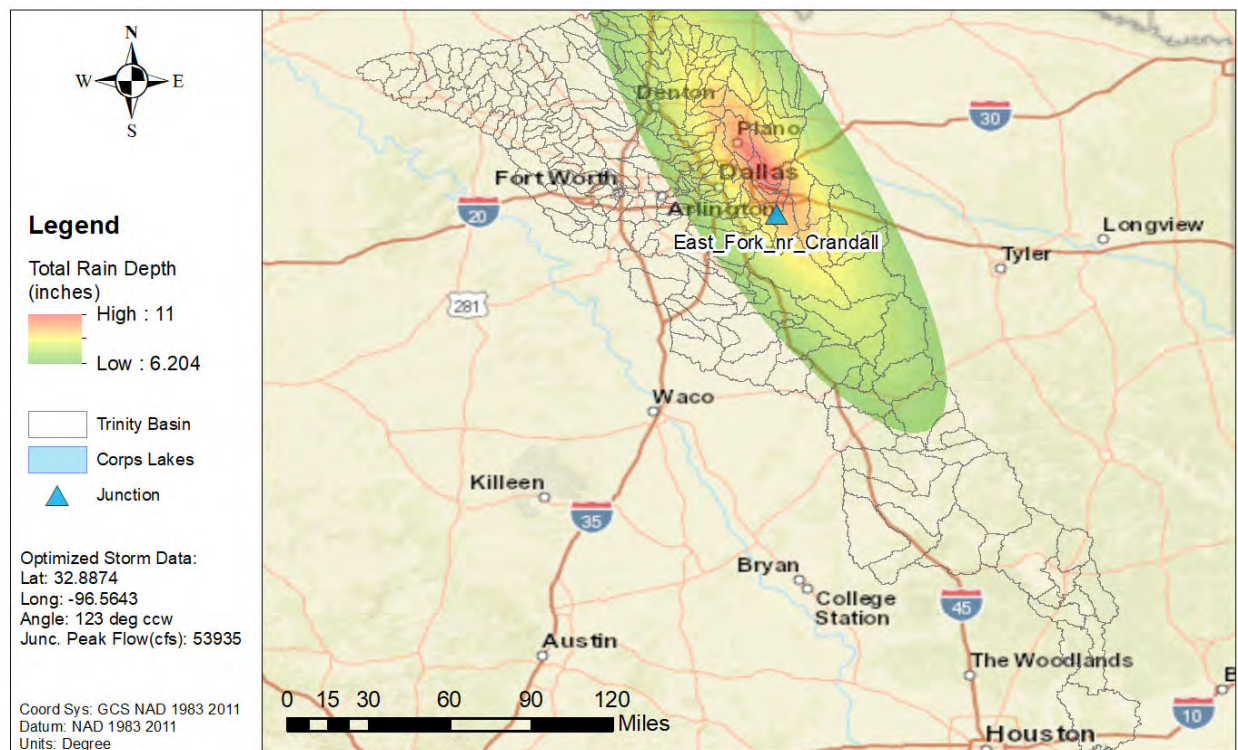 N
W E
S
Legend
Total Rain Depth
(inches)
High : 11
Low : 6.204
Trinity Basin
Corps Lakes
Junction
Optimized Storm Data:
Lat: 32.8874
Long: -96.5643
Angle: 123 deg ccw
Junc. Peak Flow(cfs): 53935
Coord Sys: GCS NAD 1983 2011
Datum: NAD 1983 2011
Units: Degree
Denton
30
Plano
Dallas
Fort Worth
20
Arlington
East_Fork_nr_Crandall
Longview
Tyler
281
Waco
Killeen
35
Bryan
College
Station
45
Austin
The Woodlands
B
10
Houston
0 15 30 60 90 120
Miles